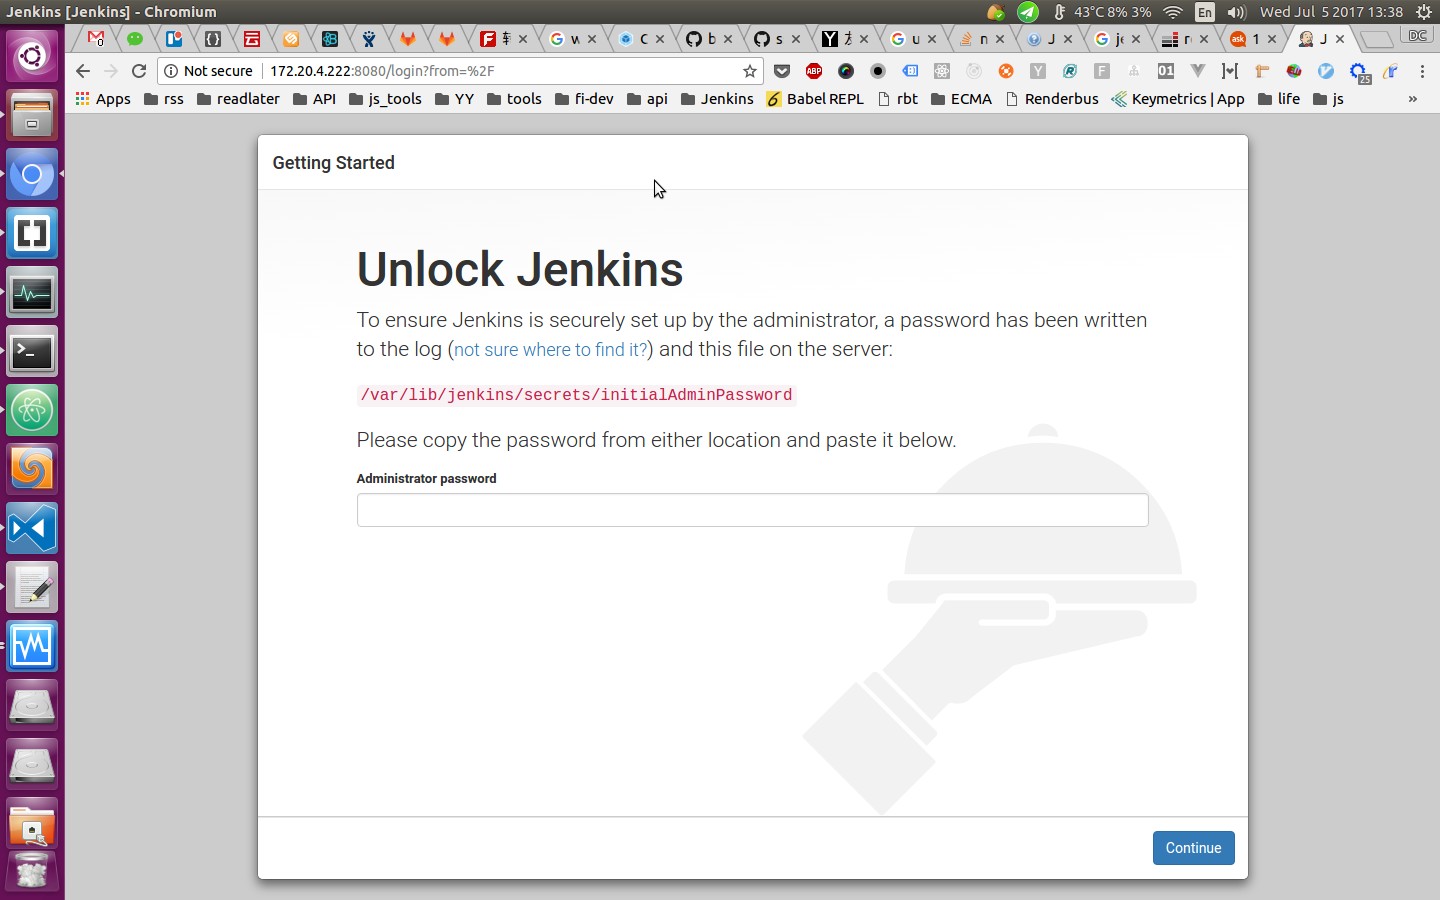 Jenkins [Jenkins] - Chromium
43°C 8% 3%
En
Wed Jul 5 2017 13:38
DC
Not secure
172.20.4.222:8080/login?from=%2F
ABP
01
25
Apps
rss
readlater
API
js_tools
YY
tools
fi-dev
api
Jenkins
Babel REPL
rbt
ECMA
Renderbus
Keymetrics | App
life
js
»
Getting Started
Unlock Jenkins
To ensure Jenkins is securely set up by the administrator, a password has been written
to the log (not sure where to find it?) and this file on the server:
/var/lib/jenkins/secrets/initialAdminPassword
Please copy the password from either location and paste it below.
Administrator password
Continue